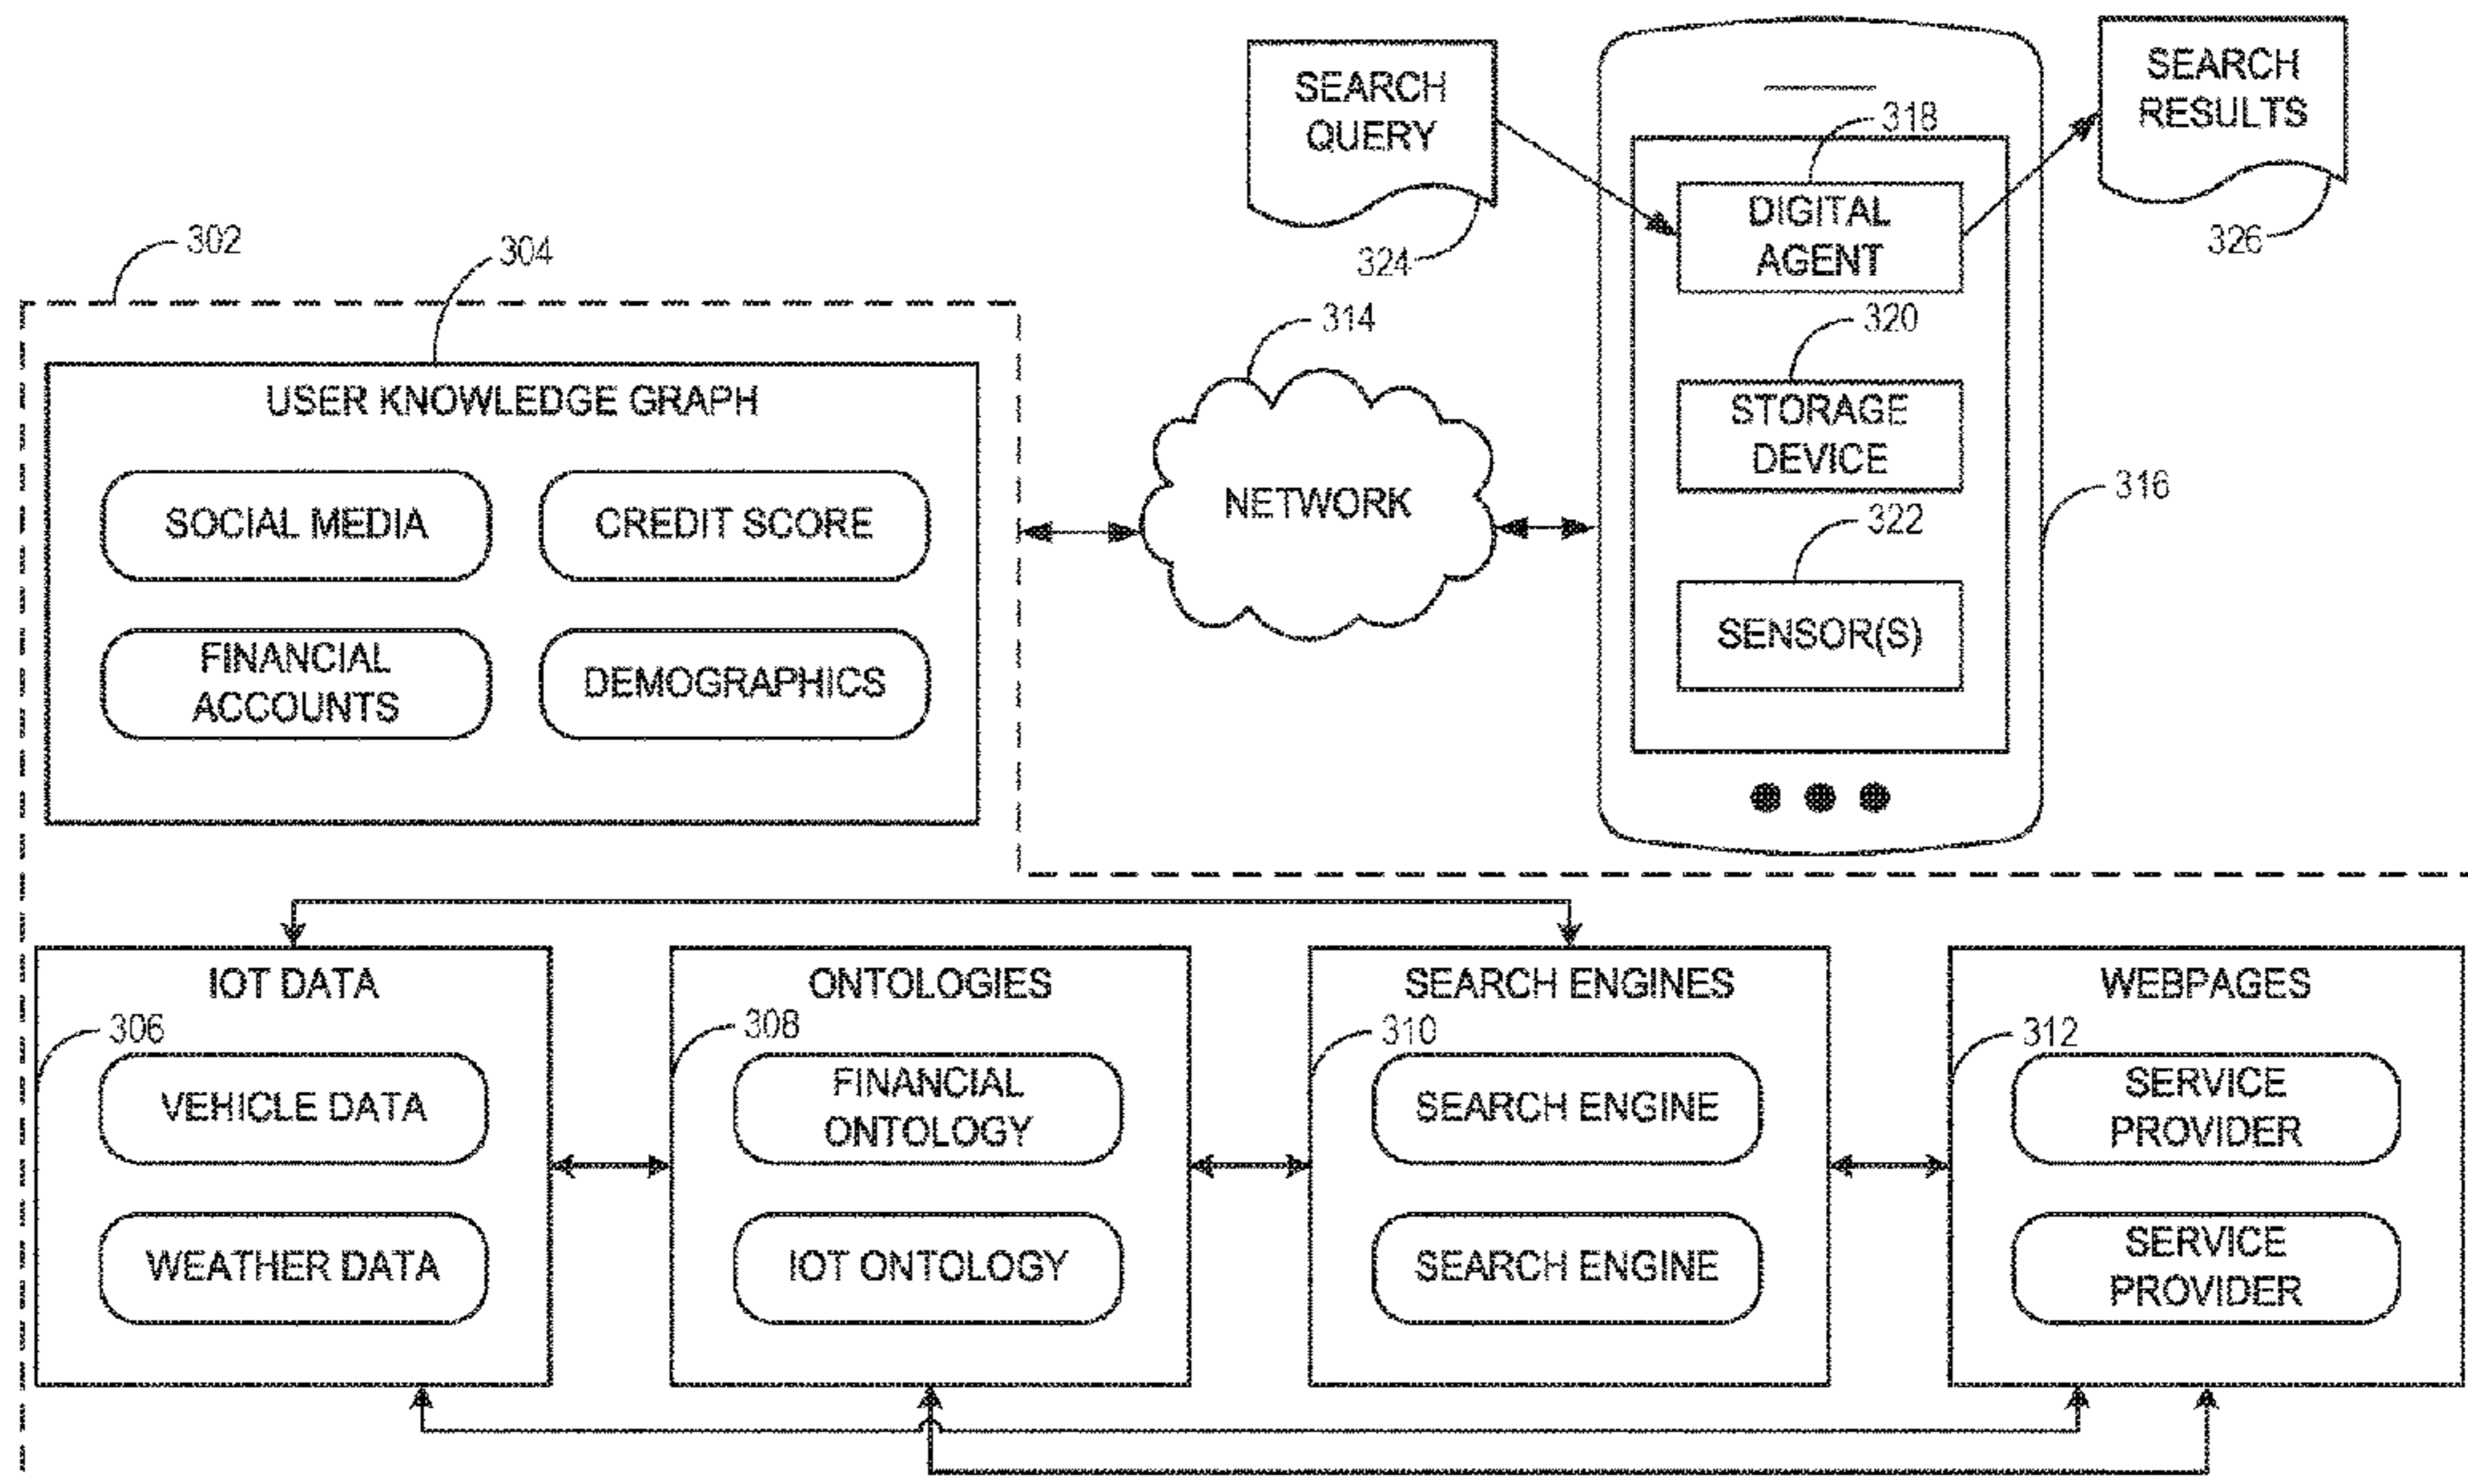 SEARCH
QUERY
324
318
DIGITAL
AGENT
SEARCH
RESULTS
326
320
STORAGE
DEVICE
322
SENSOR(S)
316
314
NETWORK
302
304
USER KNOWLEDGE GRAPH
SOCIAL MEDIA
CREDIT SCORE
FINANCIAL
ACCOUNTS
DEMOGRAPHICS
IOT DATA
306
VEHICLE DATA
WEATHER DATA
ONTOLOGIES
308
FINANCIAL
ONTOLOGY
IOT ONTOLOGY
SEARCH ENGINES
310
SEARCH ENGINE
SEARCH ENGINE
WEBPAGES
312
SERVICE
PROVIDER
SERVICE
PROVIDER